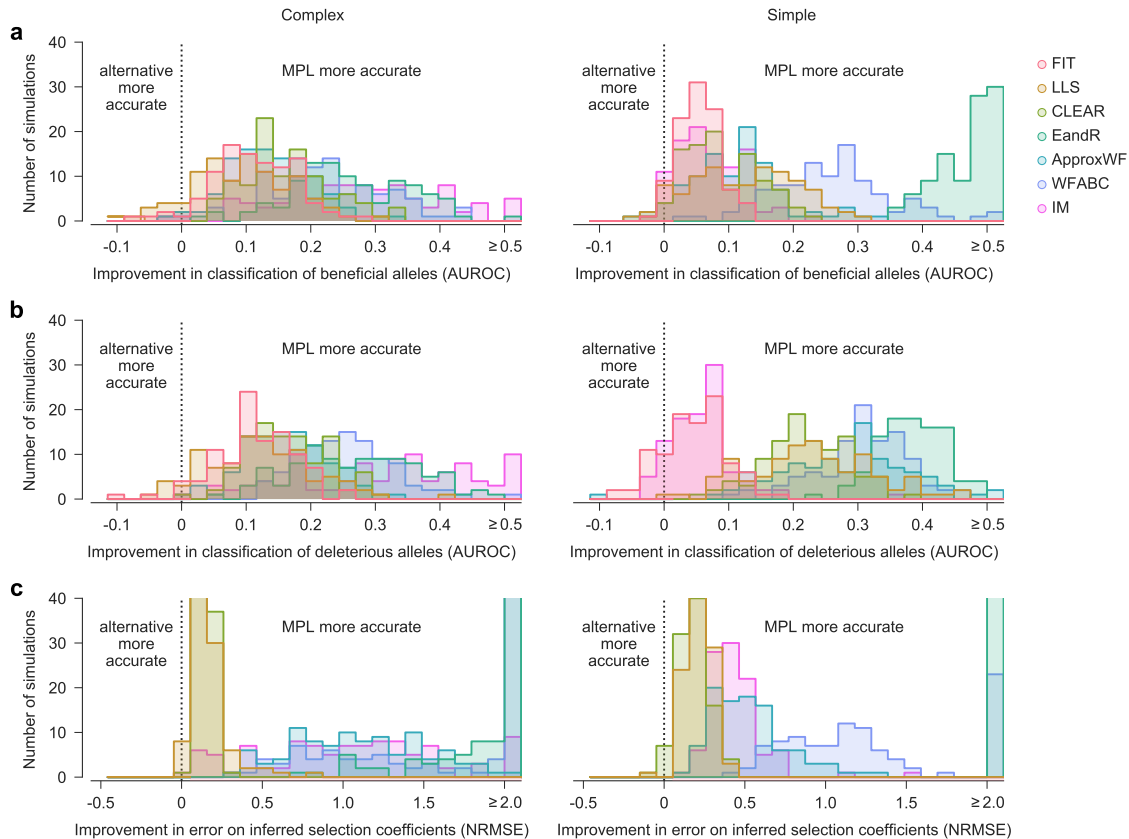 Complex
Simple
a
Number of simulations
40
30
20
10
0
alternative
more
accurate
MPL more accurate
-0.1
0
0.1
0.2
0.3
0.4
≥ 0.5
Improvement in classification of beneficial alleles (AUROC)
alternative
more
accurate
MPL more accurate
-0.1
0
0.1
0.2
0.3
0.4
≥ 0.5
Improvement in classification of beneficial alleles (AUROC)
FIT
LLS
CLEAR
EandR
ApproxWF
WFABC
IM
b
Number of simulations
40
30
20
10
0
alternative
more
accurate
MPL more accurate
-0.1
0
0.1
0.2
0.3
0.4
≥ 0.5
Improvement in classification of deleterious alleles (AUROC)
alternative
more
accurate
MPL more accurate
-0.1
0
0.1
0.2
0.3
0.4
≥ 0.5
Improvement in classification of deleterious alleles (AUROC)
c
Number of simulations
40
30
20
10
0
alternative
more
accurate
MPL more accurate
-0.5
0
0.5
1.0
1.5
≥ 2.0
Improvement in error on inferred selection coefficients (NRMSE)
alternative
more
accurate
MPL more accurate
-0.5
0
0.5
1.0
1.5
≥ 2.0
Improvement in error on inferred selection coefficients (NRMSE)